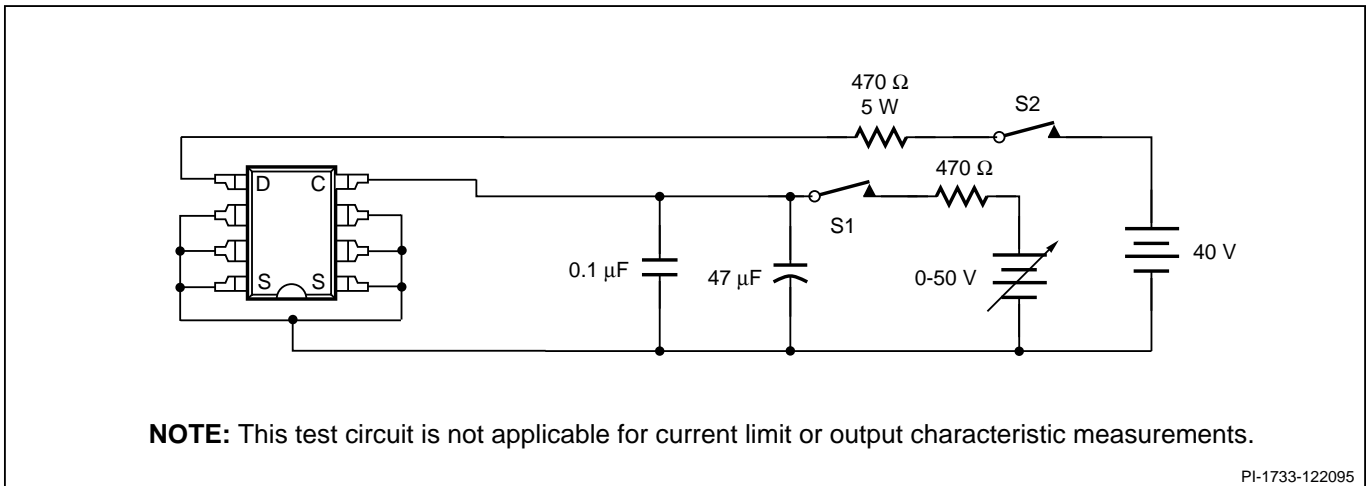 470 Ω
5 W
S2
470 Ω
D C
S1
40 V
0.1 µF
47 µF
0-50 V
S S
NOTE: This test circuit is not applicable for current limit or output characteristic measurements.
PI-1733-122095